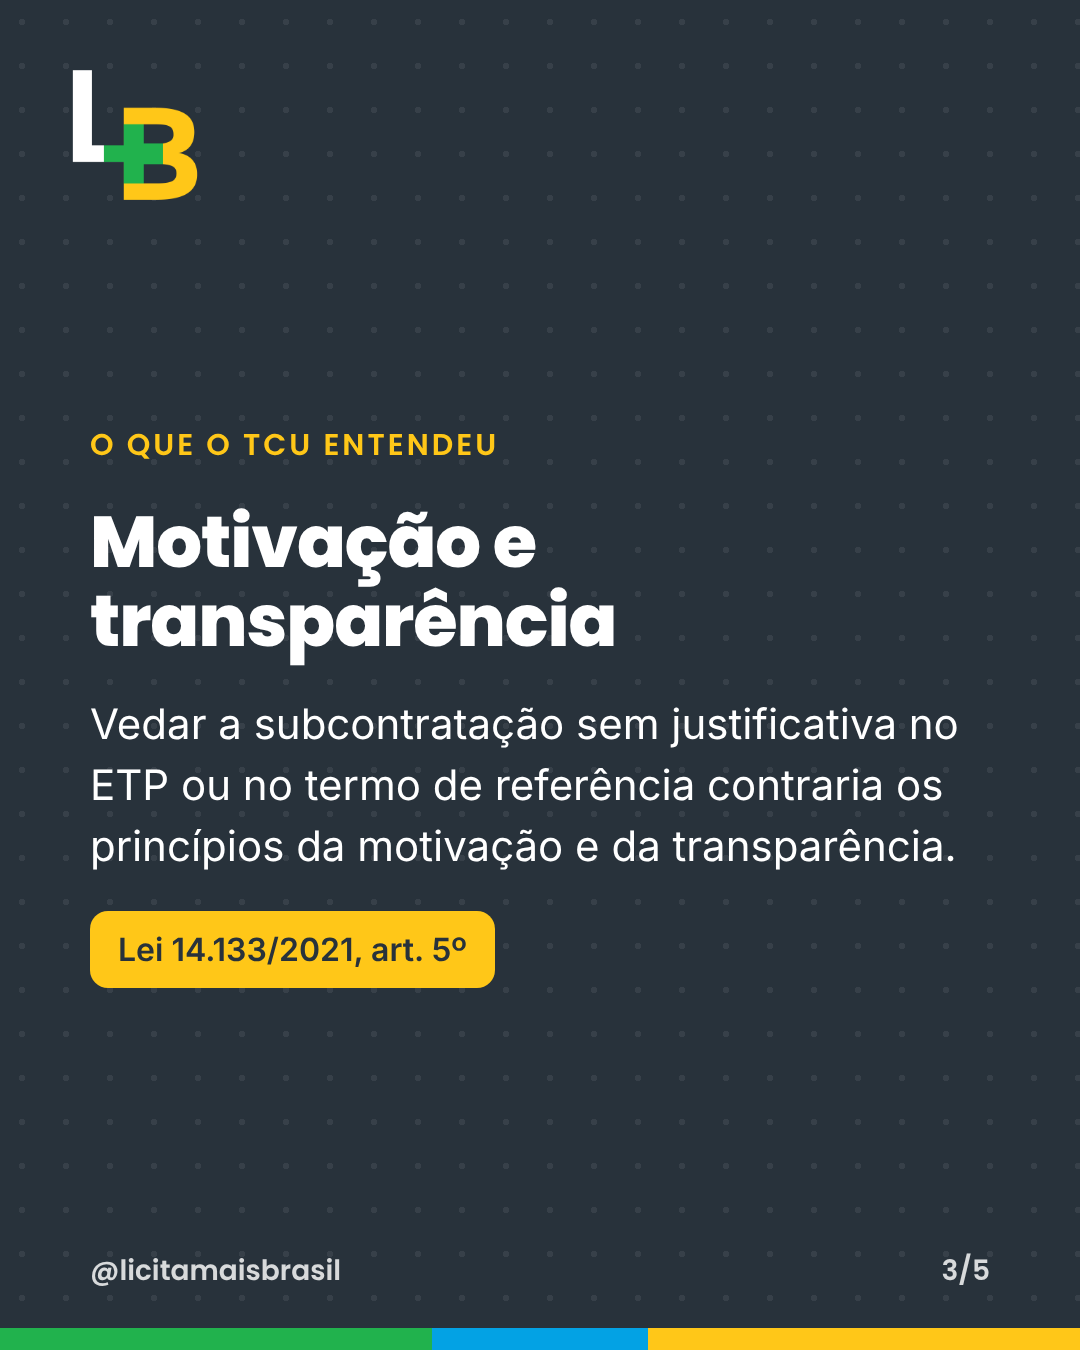 L+B
O QUE O TCU ENTENDEU
Motivação e
transparência
Vedar a subcontratação sem justificativa no
ETP ou no termo de referência contraria os
princípios da motivação e da transparência.
Lei 14.133/2021, art. 5º
@licitamaisbrasil
3/5